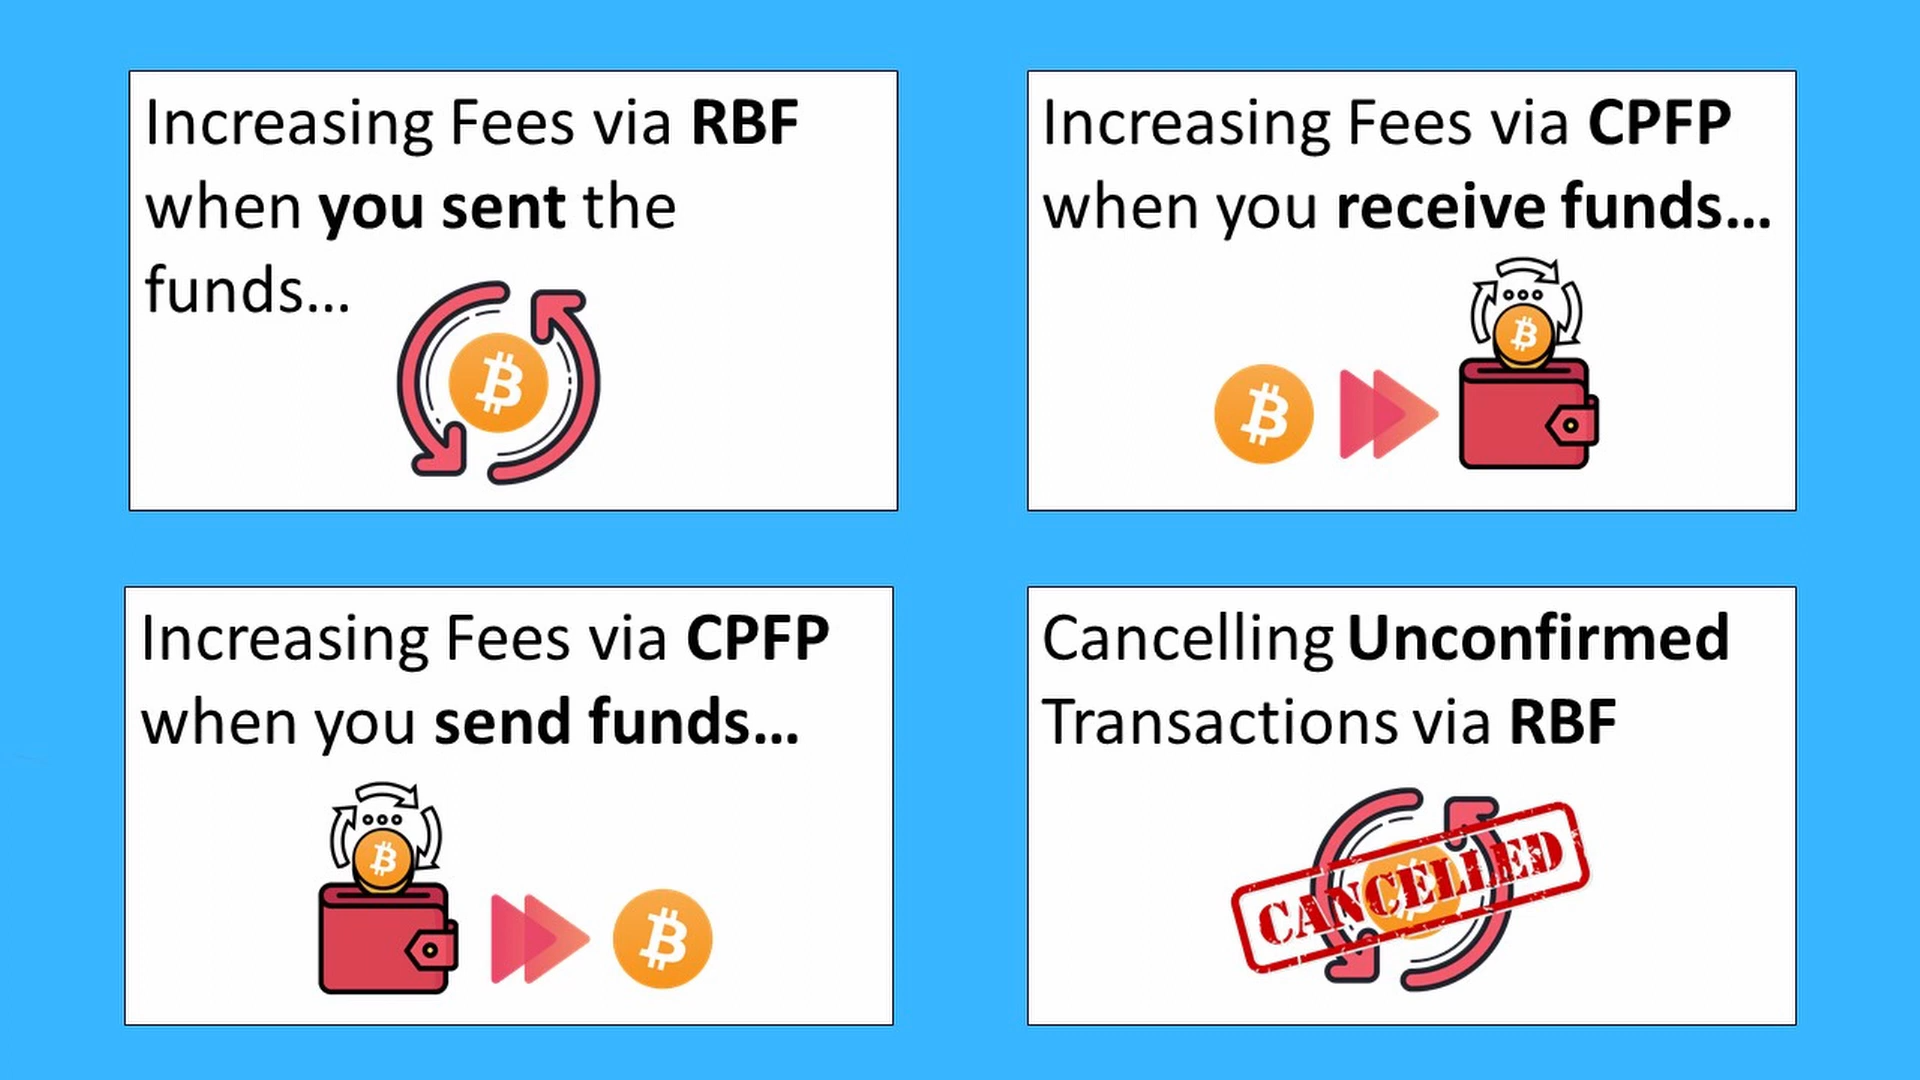 Increasing Fees via RBF
when you sent the
funds...
Increasing Fees via CPFP
when you receive funds...
Increasing Fees via CPFP
when you send funds...
Cancelling Unconfirmed
Transactions via RBF
CANCELLED